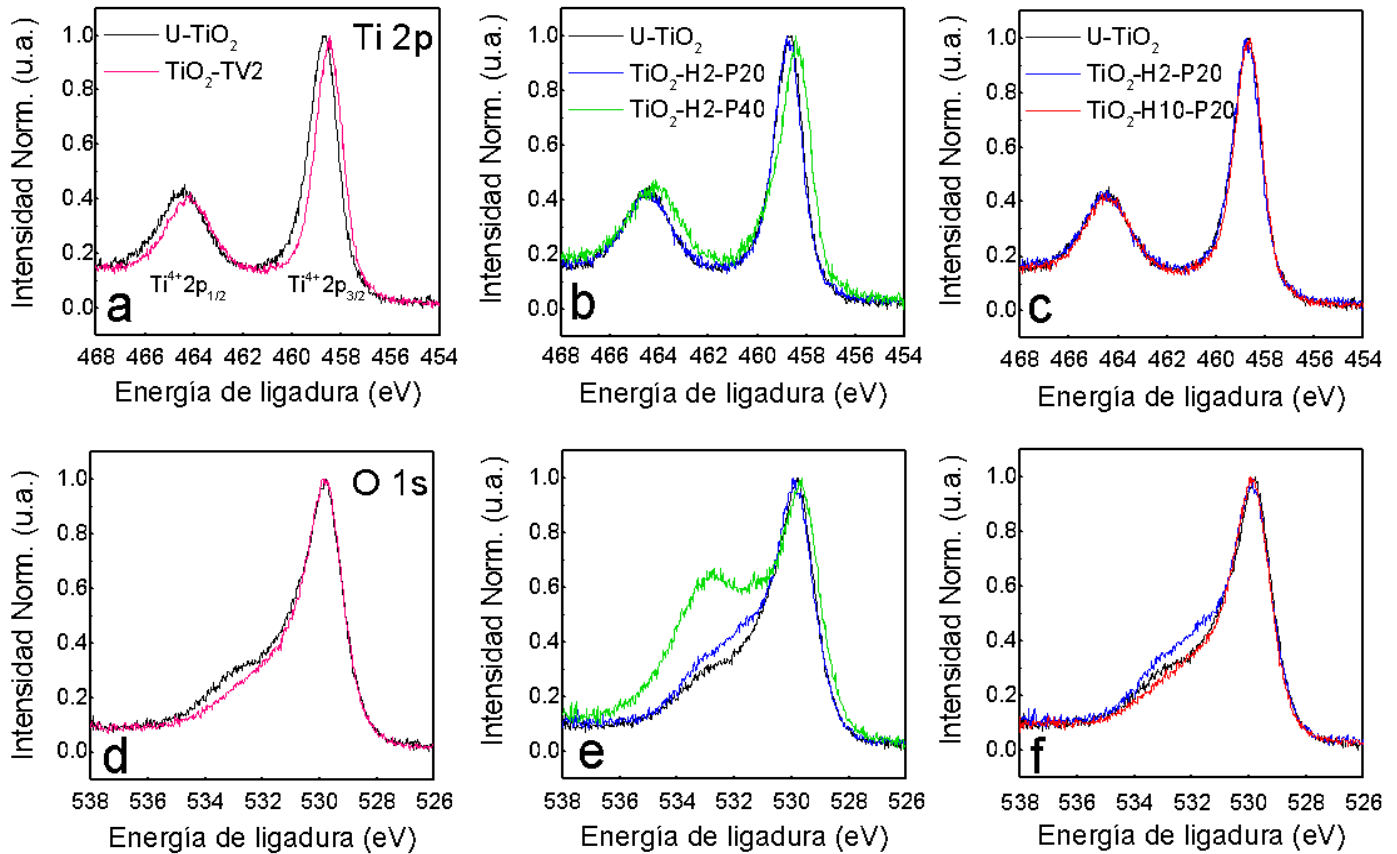 Ti 2p
U-TiO₂
TiO₂-TV2
Ti⁴⁺2p₁/₂
Ti⁴⁺2p₃/₂
a
Intensidad Norm. (u.a.)
1.0
0.8
0.6
0.4
0.2
0.0
468 466 464 462 460 458 456 454
Energía de ligadura (eV)
U-TiO₂
TiO₂-H2-P20
TiO₂-H2-P40
b
Intensidad Norm. (u.a.)
1.0
0.8
0.6
0.4
0.2
0.0
468 466 464 462 460 458 456 454
Energía de ligadura (eV)
U-TiO₂
TiO₂-H2-P20
TiO₂-H10-P20
c
Intensidad Norm. (u.a.)
1.0
0.8
0.6
0.4
0.2
0.0
468 466 464 462 460 458 456 454
Energía de ligadura (eV)
O 1s
d
Intensidad Norm. (u.a.)
1.0
0.8
0.6
0.4
0.2
0.0
538 536 534 532 530 528 526
Energía de ligadura (eV)
e
Intensidad Norm. (u.a.)
1.0
0.8
0.6
0.4
0.2
0.0
538 536 534 532 530 528 526
Energía de ligadura (eV)
f
Intensidad Norm. (u.a.)
1.0
0.8
0.6
0.4
0.2
0.0
538 536 534 532 530 528 526
Energía de ligadura (eV)